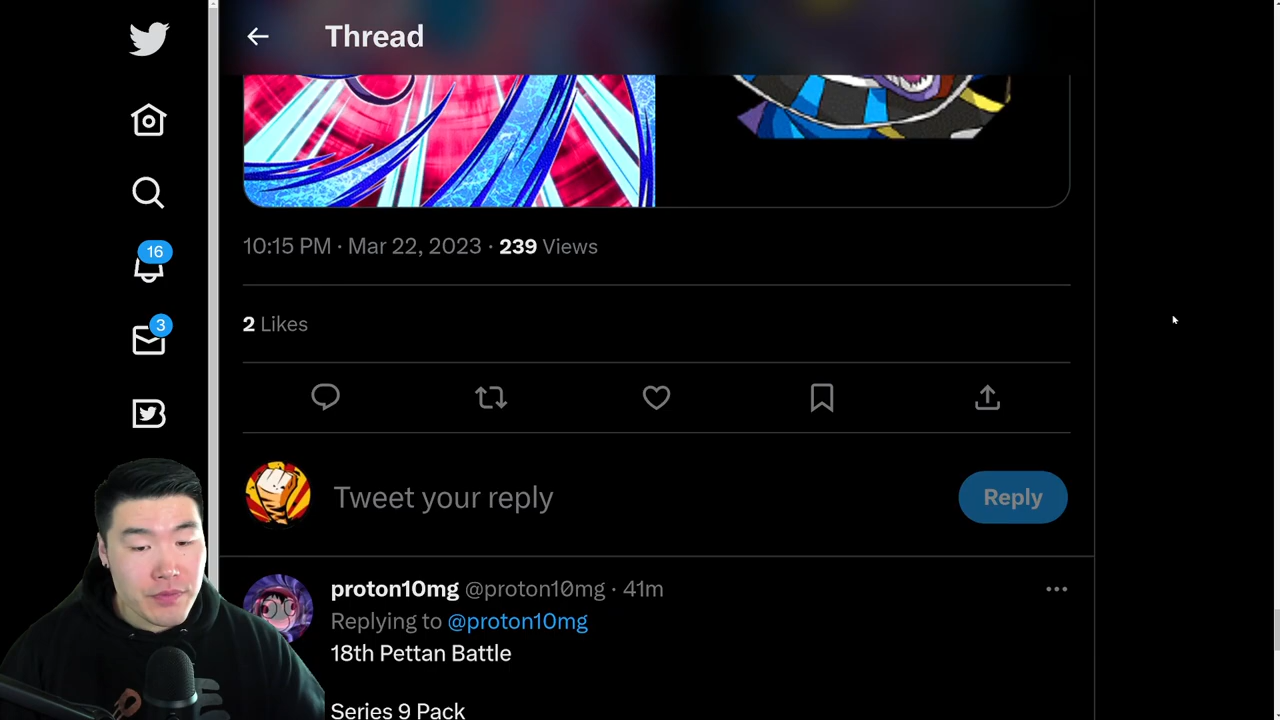 Thread
16
3
10:15 PM · Mar 22, 2023 · 239 Views
2 Likes
Tweet your reply
Reply
proton10mg @proton10mg · 41m
Replying to @proton10mg
18th Pettan Battle
Series 9 Pack